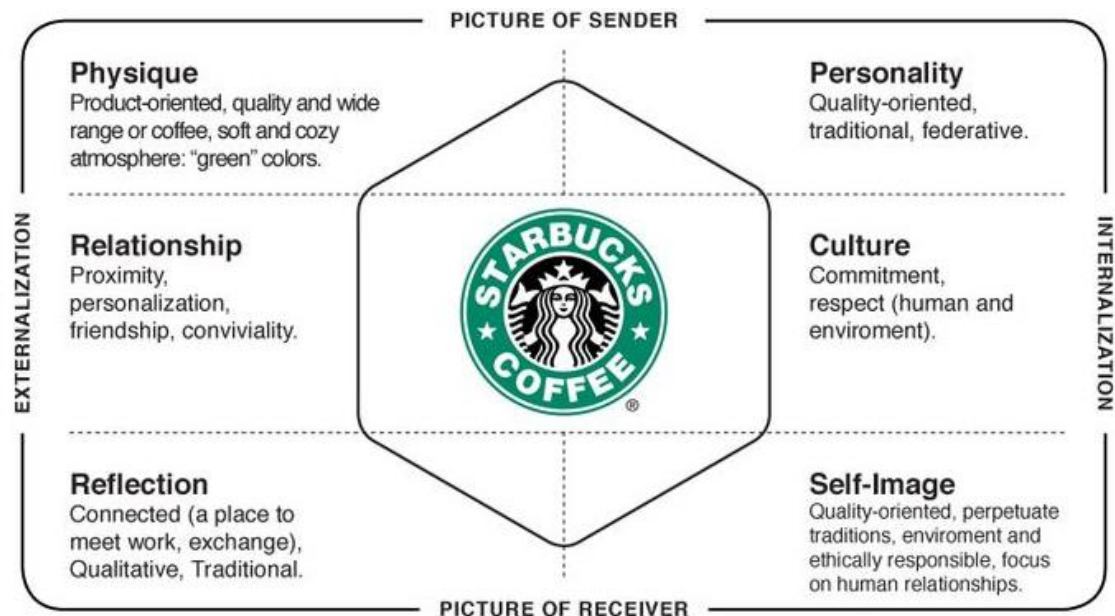 PICTURE OF SENDER
Physique
Product-oriented, quality and wide
range or coffee, soft and cozy
atmosphere: “green” colors.
Personality
Quality-oriented,
traditional, federative.
EXTERNALIZATION
Relationship
Proximity,
personalization,
friendship, conviviality.
STARBUCKS
COFFEE
®
Culture
Commitment,
respect (human and
enviroment).
INTERNALIZATION
Reflection
Connected (a place to
meet work, exchange),
Qualitative, Traditional.
Self-Image
Quality-oriented, perpetuate
traditions, enviroment and
ethically responsible, focus
on human relationships.
PICTURE OF RECEIVER